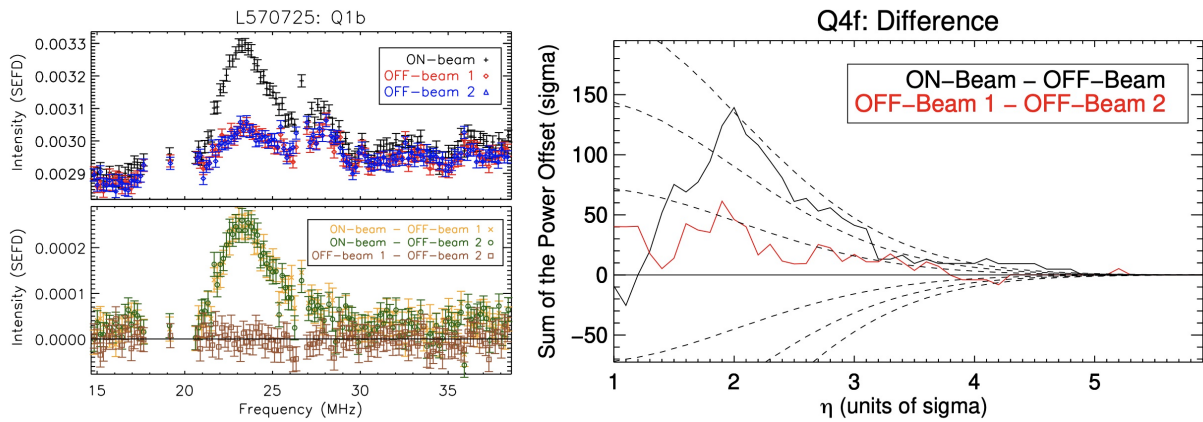 L570725: Q1b
0.0033
0.0032
0.0031
0.0030
0.0029
Intensity (SEFD)
ON-beam +
OFF-beam 1 ◇
OFF-beam 2 △
0.0002
0.0001
0.0000
Intensity (SEFD)
ON-beam - OFF-beam 1 ×
ON-beam - OFF-beam 2 ○
OFF-beam 1 - OFF-beam 2 □
15 20 25 30 35
Frequency (MHz)
Q4f: Difference
Sum of the Power Offset (sigma)
150
100
50
0
-50
ON-Beam - OFF-Beam
OFF-Beam 1 - OFF-Beam 2
1 2 3 4 5
η (units of sigma)